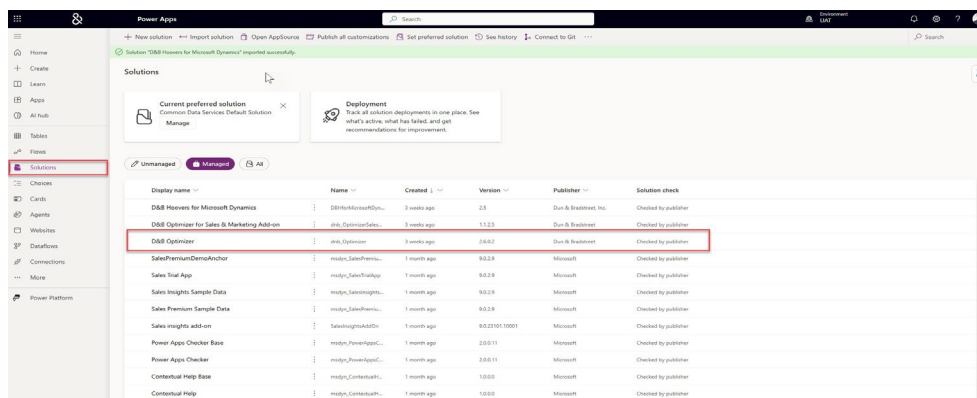 Power Apps
Search
Environment
UAT
New solution
Import solution
Open AppSource
Publish all customizations
Set preferred solution
See history
Connect to Git
Search
Solution "D&B Hoovers for Microsoft Dynamics" imported successfully.
Home
Create
Learn
Apps
AI hub
Tables
Flows
Solutions
Choices
Cards
Agents
Websites
Dataflows
Connections
More
Power Platform
Solutions
Current preferred solution
Common Data Services Default Solution
Manage
Deployment
Track all solution deployments in one place. See
what's active, what has failed, and get
recommendations for improvement.
Unmanaged Managed All
Display name Name Created Version Publisher Solution check
D&B Hoovers for Microsoft Dynamics DBHforMicrosoftDyn... 3 weeks ago 2.5 Dun & Bradstreet, Inc. Checked by publisher
D&B Optimizer for Sales & Marketing Add-on dnb_OptimizerSales... 3 weeks ago 1.1.2.5 Dun & Bradstreet Checked by publisher
D&B Optimizer dnb_Optimizer 3 weeks ago 2.6.0.2 Dun & Bradstreet Checked by publisher
SalesPremiumDemoAnchor msdyn_SalesPremiu... 1 month ago 9.0.2.9 Microsoft Checked by publisher
Sales Trial App msdyn_SalesTrialApp 1 month ago 9.0.2.9 Microsoft Checked by publisher
Sales Insights Sample Data msdyn_SalesInsights... 1 month ago 9.0.2.9 Microsoft Checked by publisher
Sales Premium Sample Data msdyn_SalesPremiu... 1 month ago 9.0.2.9 Microsoft Checked by publisher
Sales insights add-on SalesInsightsAddOn 1 month ago 9.0.23101.10001 Microsoft Checked by publisher
Power Apps Checker Base msdyn_PowerAppsC... 1 month ago 2.0.0.11 Microsoft Checked by publisher
Power Apps Checker msdyn_PowerAppsC... 1 month ago 2.0.0.11 Microsoft Checked by publisher
Contextual Help Base msdyn_ContextualH... 1 month ago 1.0.0.0 Microsoft Checked by publisher
Contextual Help msdyn_ContextualH... 1 month ago 1.0.0.0 Microsoft Checked by publisher